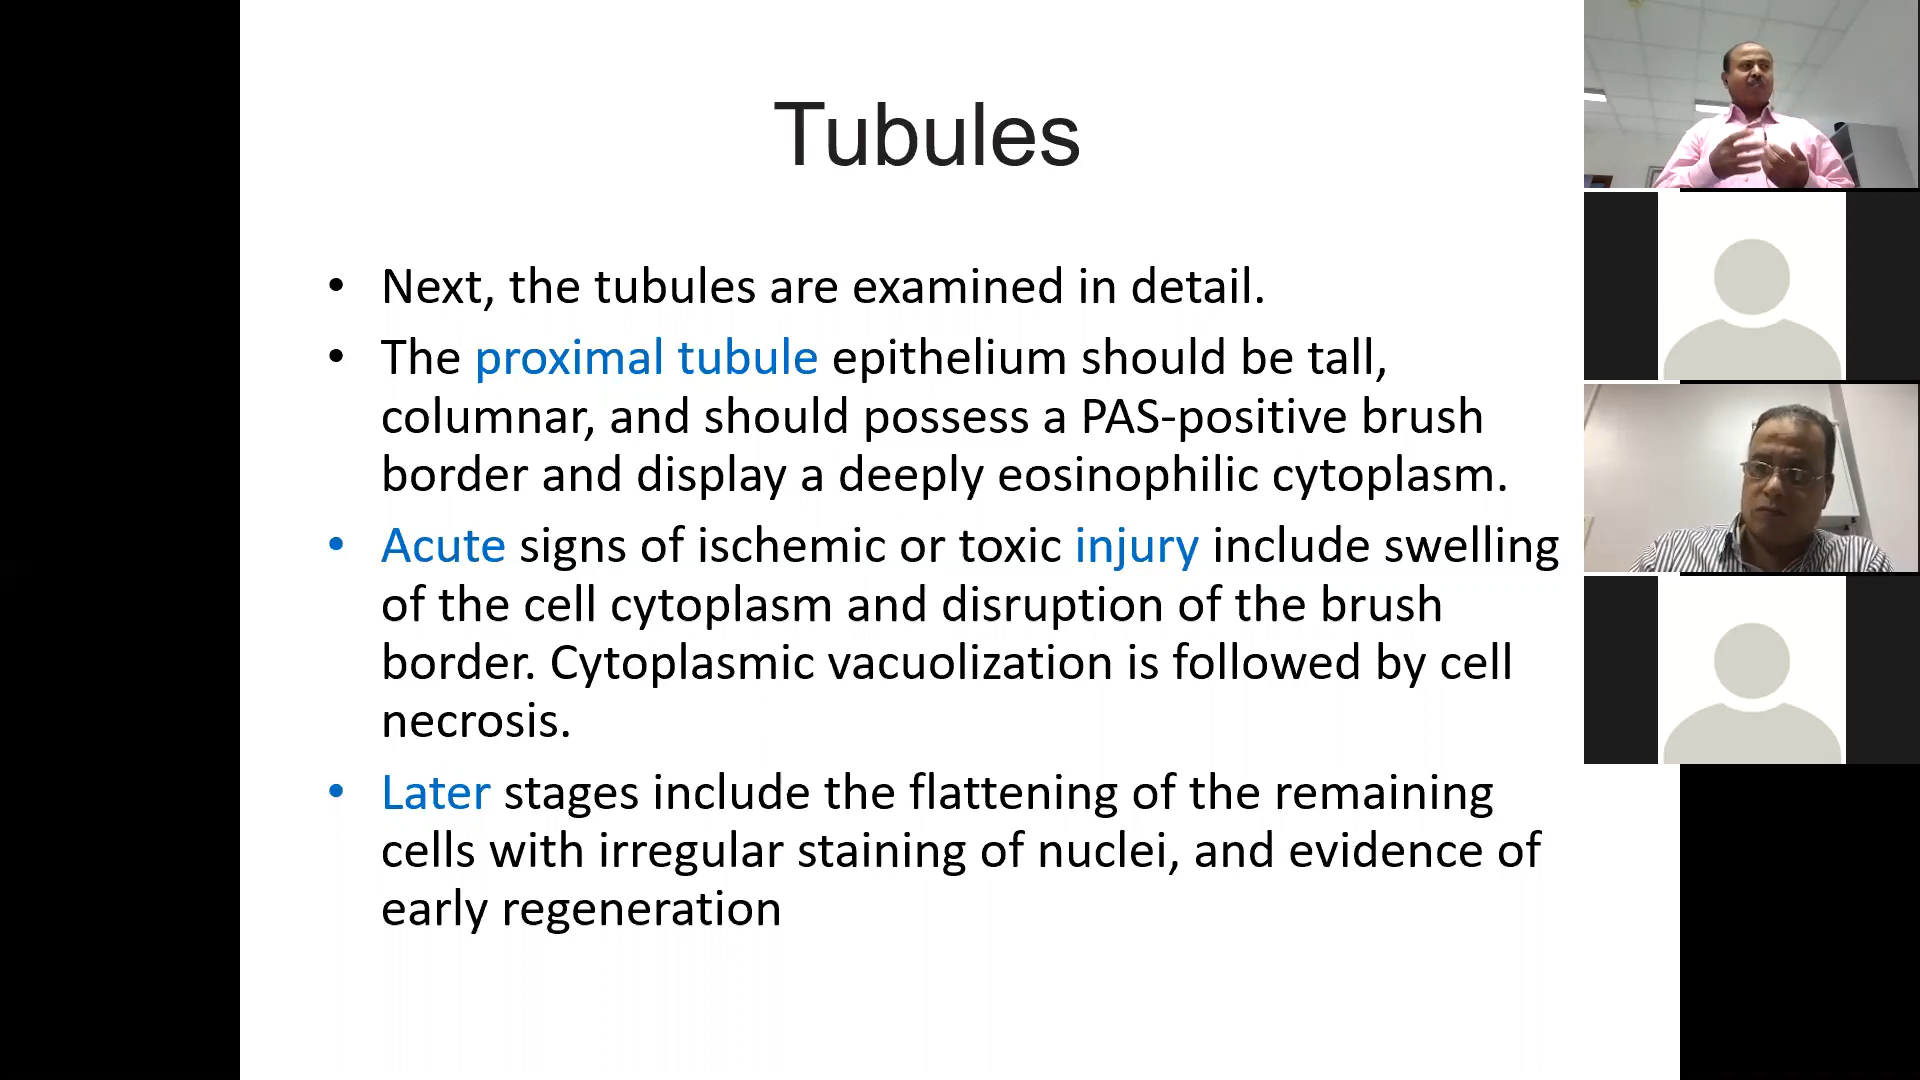 Tubules
• Next, the tubules are examined in detail.
• The proximal tubule epithelium should be tall,
columnar, and should possess a PAS-positive brush
border and display a deeply eosinophilic cytoplasm.
• Acute signs of ischemic or toxic injury include swelling
of the cell cytoplasm and disruption of the brush
border. Cytoplasmic vacuolization is followed by cell
necrosis.
• Later stages include the flattening of the remaining
cells with irregular staining of nuclei, and evidence of
early regeneration